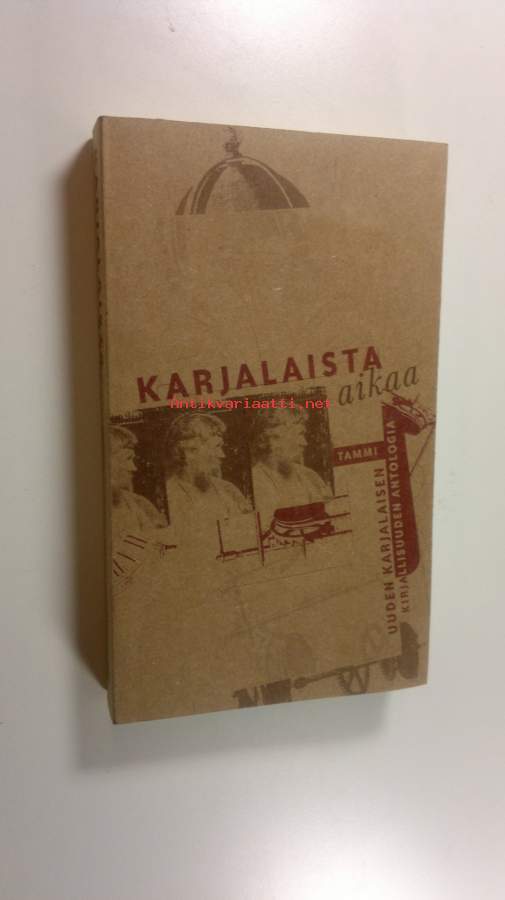 KARJALAISTA
aikaa
Antikvariaatti.net
TAMMI
UUDEN KARJALAISEN
KIRJALLISUUDEN ANTOLOGIA